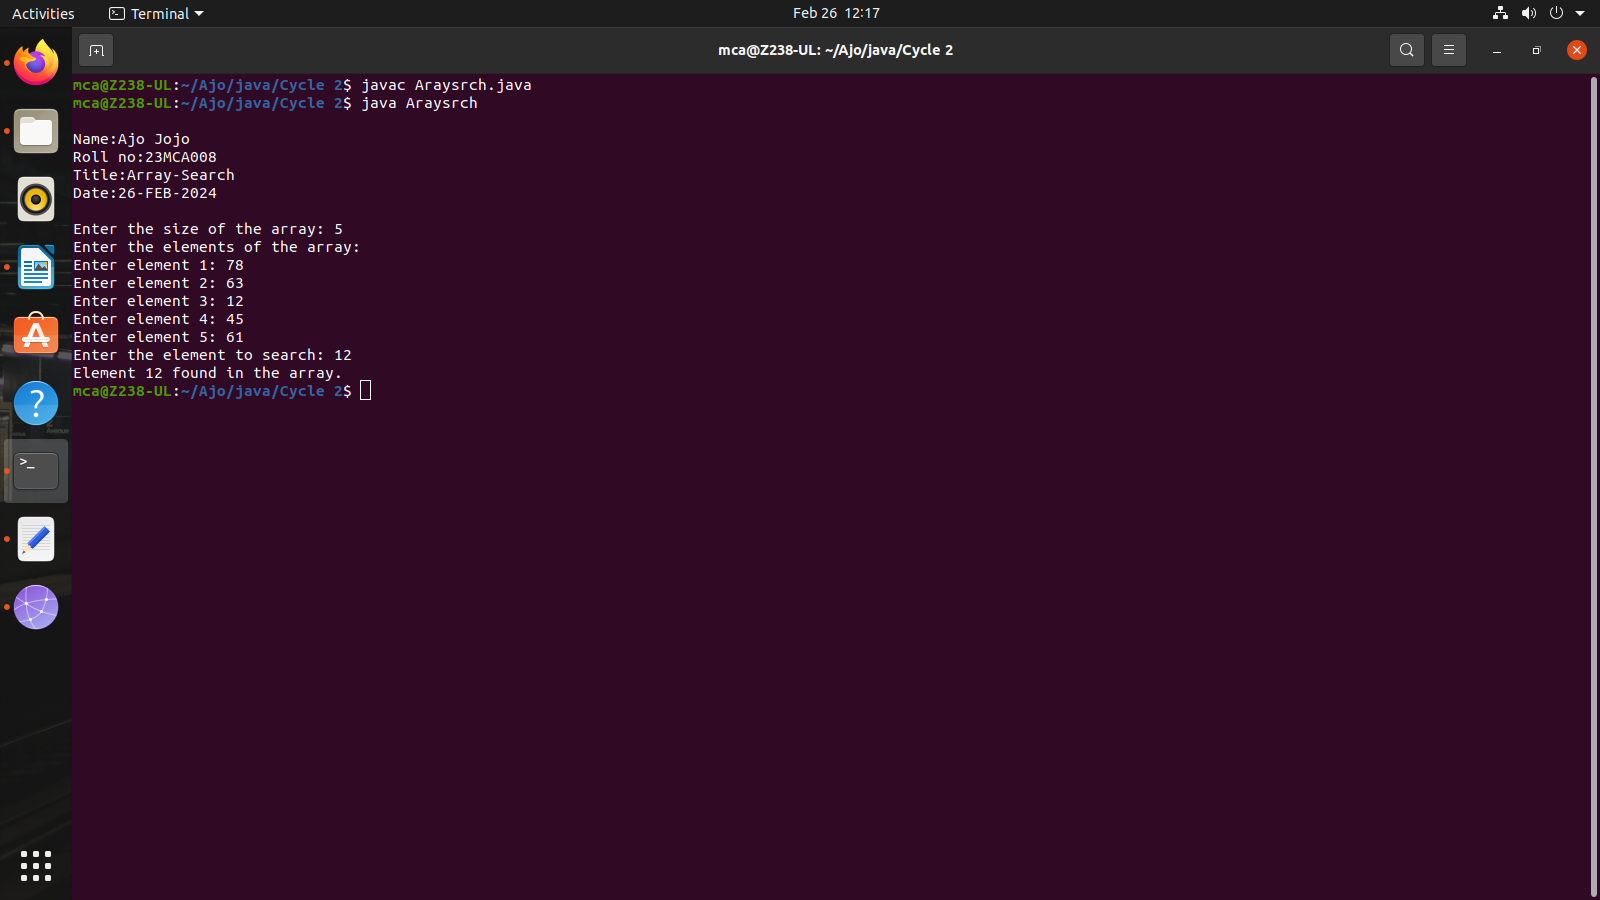 Activities
Terminal
Feb 26 12:17
mca@Z238-UL: ~/Ajo/java/Cycle 2
mca@Z238-UL:~/Ajo/java/Cycle 2$ javac Araysrch.java
mca@Z238-UL:~/Ajo/java/Cycle 2$ java Araysrch
Name:Ajo Jojo
Roll no:23MCA008
Title:Array-Search
Date:26-FEB-2024
Enter the size of the array: 5
Enter the elements of the array:
Enter element 1: 78
Enter element 2: 63
Enter element 3: 12
Enter element 4: 45
Enter element 5: 61
Enter the element to search: 12
Element 12 found in the array.
mca@Z238-UL:~/Ajo/java/Cycle 2$